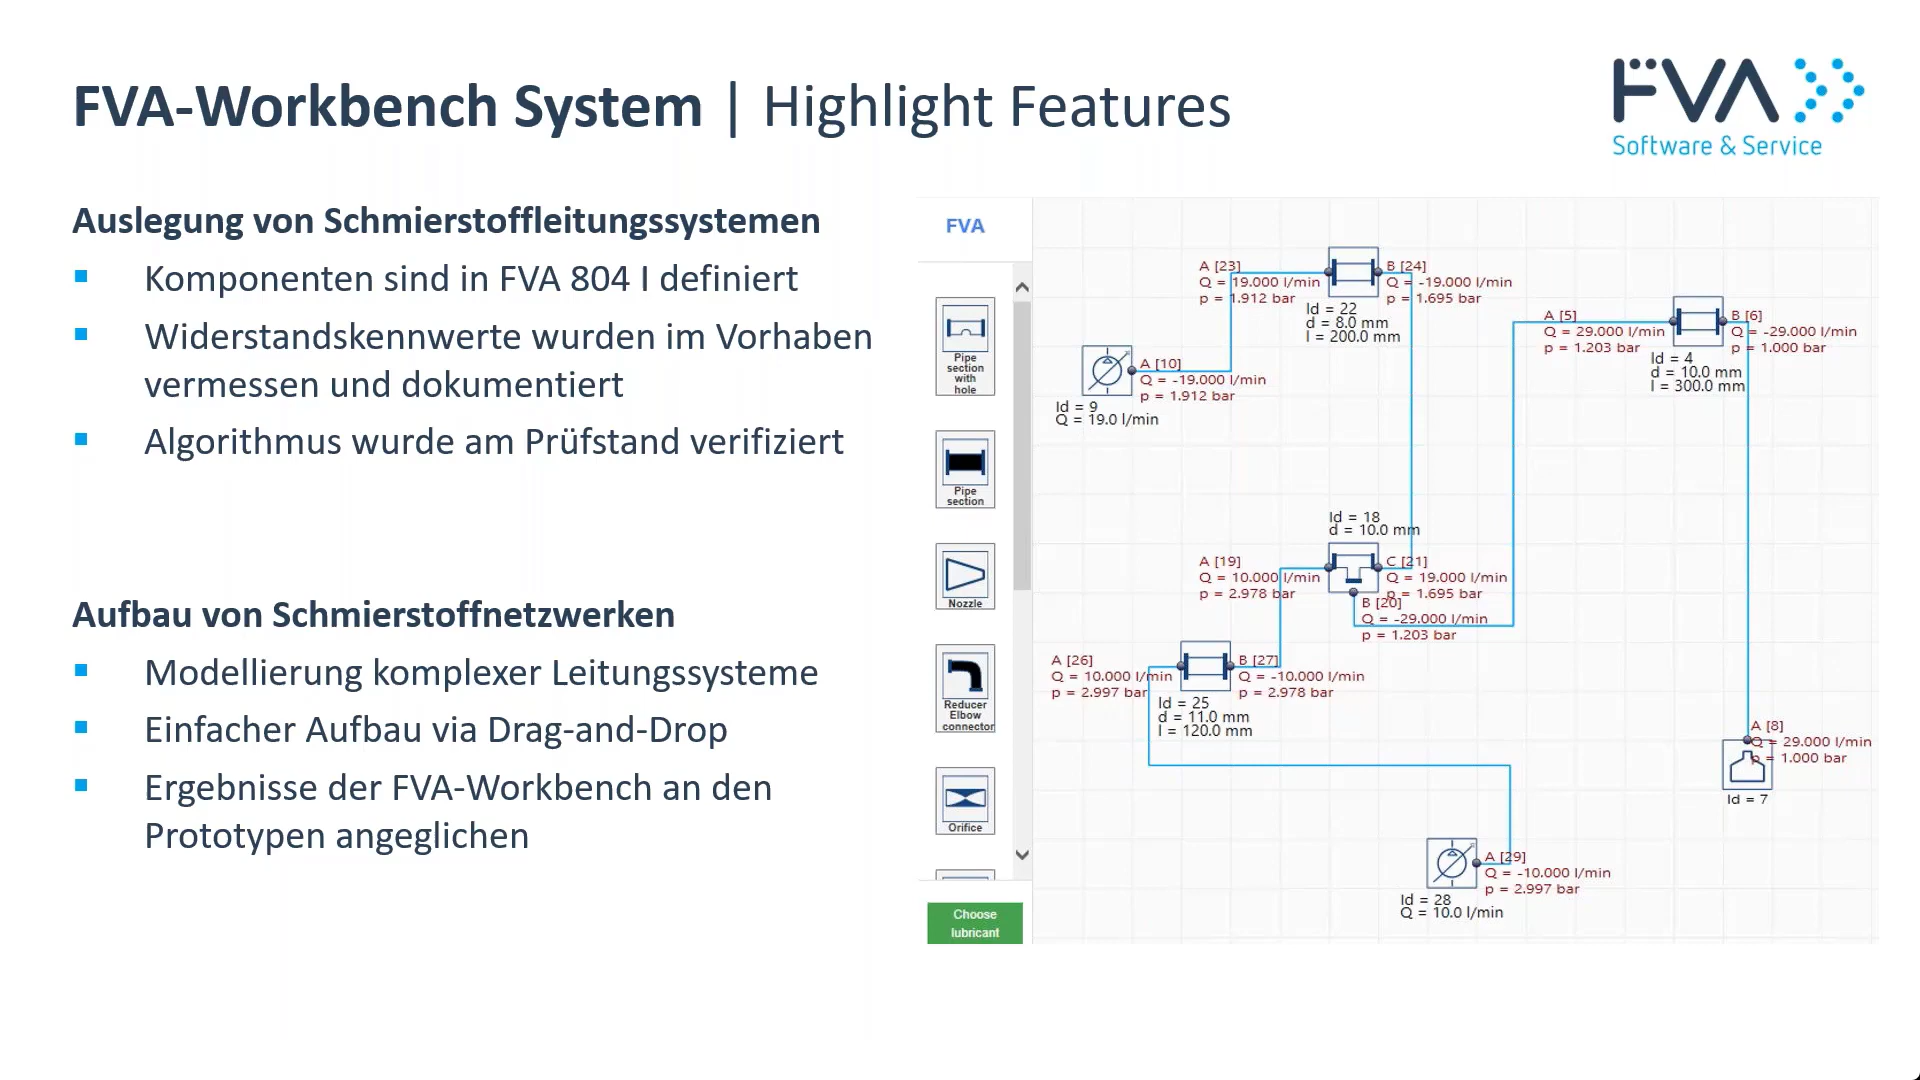 FVA-Workbench System | Highlight Features
FVA
Software & Service
Auslegung von Schmierstoffleitungssystemen
Komponenten sind in FVA 804 I definiert
Widerstandskennwerte wurden im Vorhaben
vermessen und dokumentiert
Algorithmus wurde am Prüfstand verifiziert
Aufbau von Schmierstoffnetzwerken
Modellierung komplexer Leitungssysteme
Einfacher Aufbau via Drag-and-Drop
Ergebnisse der FVA-Workbench an den
Prototypen angeglichen
FVA
Pipe
section
with
hole
Pipe
section
Nozzle
Reducer
Elbow
connector
Orifice
Choose
lubricant
A [23]
Q = 19.000 l/min
p = 1.912 bar
B [24]
Q = -19.000 l/min
p = 1.695 bar
Id = 22
d = 8.0 mm
l = 200.0 mm
A [5]
Q = 29.000 l/min
p = 1.203 bar
B [6]
Q = -29.000 l/min
p = 1.000 bar
Id = 4
d = 10.0 mm
l = 300.0 mm
A [10]
Q = -19.000 l/min
p = 1.912 bar
Id = 9
Q = 19.0 l/min
Id = 18
d = 10.0 mm
A [19]
Q = 10.000 l/min
p = 2.978 bar
C [21]
Q = 19.000 l/min
p = 1.695 bar
B [20]
Q = -29.000 l/min
p = 1.203 bar
A [26]
Q = 10.000 l/min
p = 2.997 bar
B [27]
Q = -10.000 l/min
p = 2.978 bar
Id = 25
d = 11.0 mm
l = 120.0 mm
A [8]
Q = 29.000 l/min
p = 1.000 bar
Id = 7
A [29]
Q = -10.000 l/min
p = 2.997 bar
Id = 28
Q = 10.0 l/min